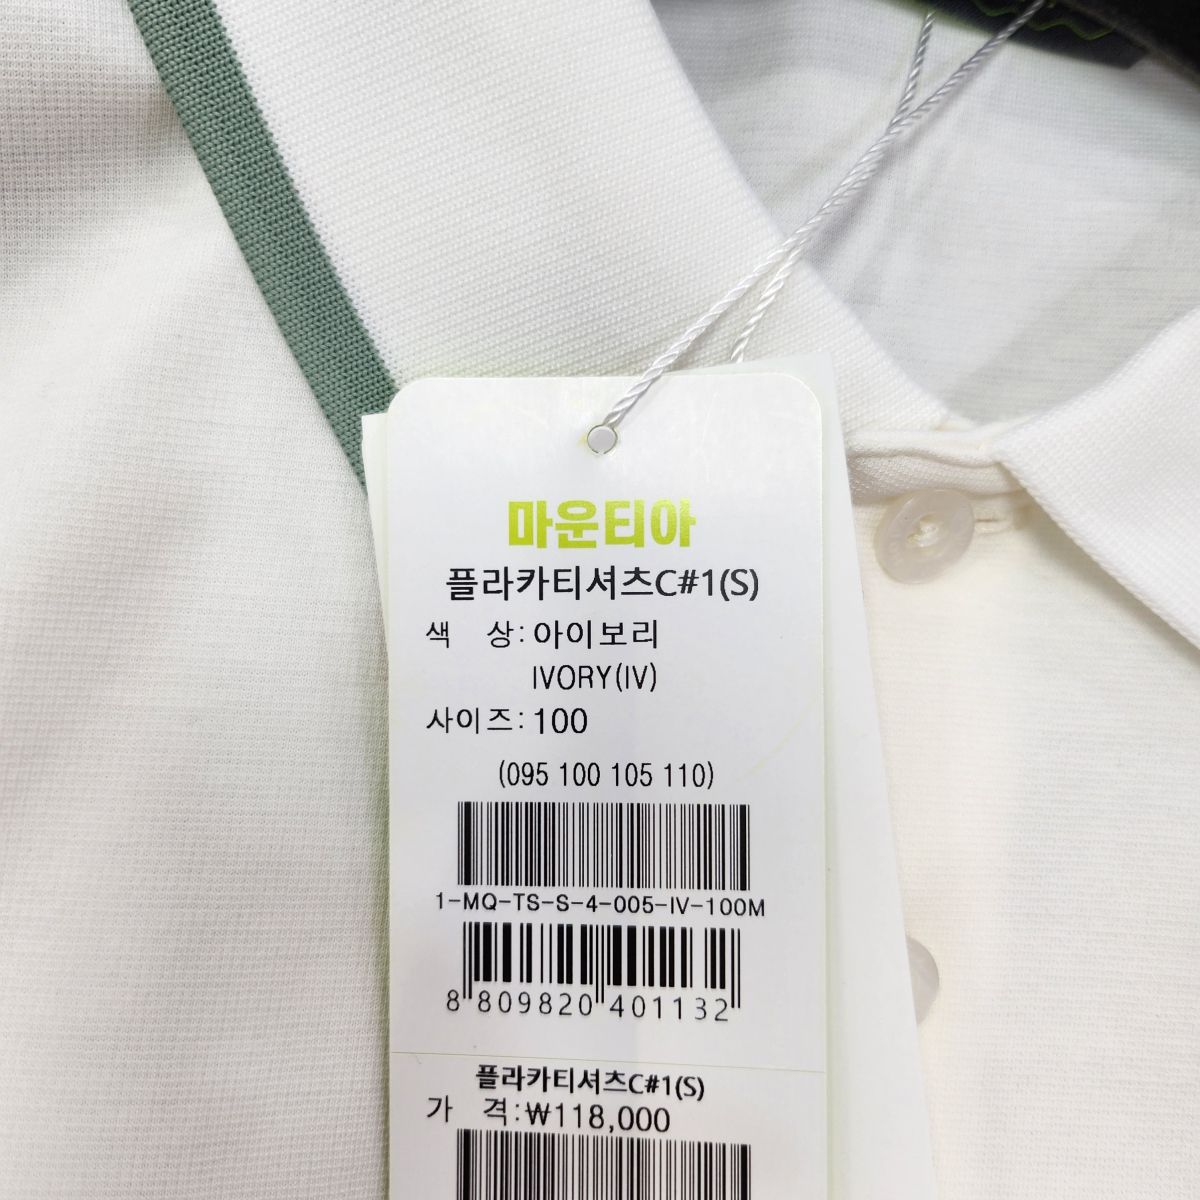 마운티아
플라카티셔츠C#1(S)
색 상: 아이보리
IVORY(IV)
사이즈: 100
(095 100 105 110)
1-MQ-TS-S-4-005-IV-100M
8 809820 401132
플라카티셔츠C#1(S)
가 격: ₩118,000